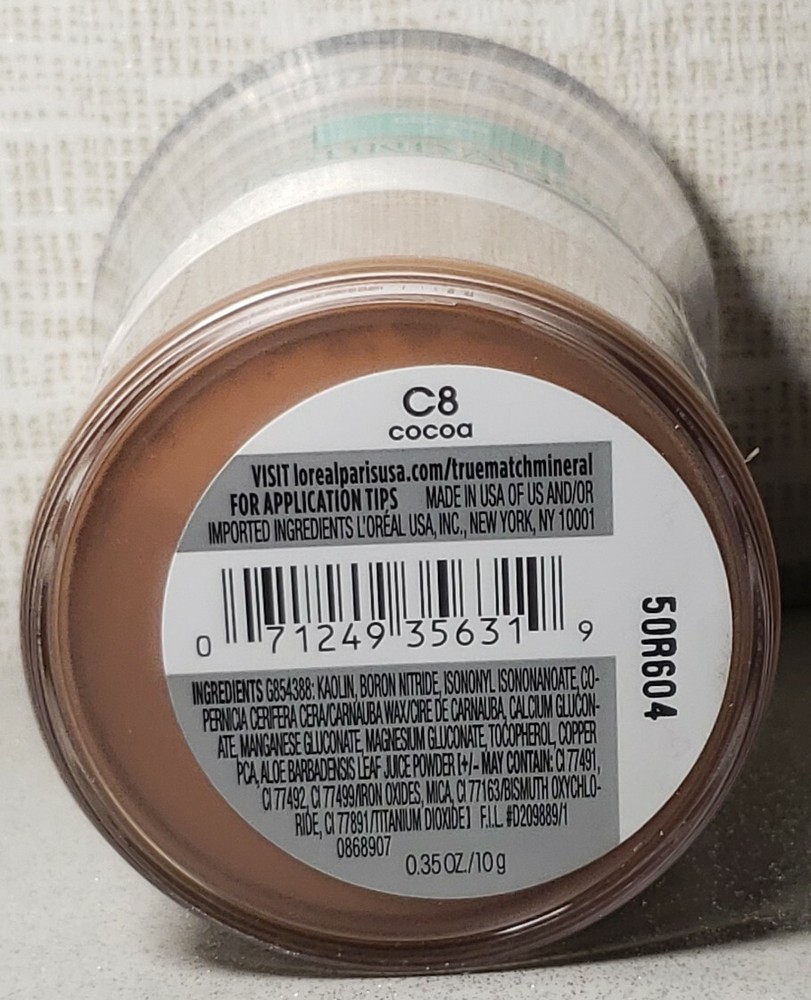 C8
cocoa
VISIT lorealparisusa.com/truematchmineral
FOR APPLICATION TIPS MADE IN USA OF US AND/OR
IMPORTED INGREDIENTS L'ORÉAL USA, INC., NEW YORK, NY 10001
0 71249 35631 9
50R604
INGREDIENTS G854388: KAOLIN, BORON NITRIDE, ISONONYL ISONONANOATE, CO-
PERNICIA CERIFERA CERA/CARNAUBA WAX/CIRE DE CARNAUBA, CALCIUM GLUCON-
ATE, MANGANESE GLUCONATE, MAGNESIUM GLUCONATE, TOCOPHEROL, COPPER
PCA, ALOE BARBADENSIS LEAF JUICE POWDER [+/- MAY CONTAIN: CI 77491,
CI 77492, CI 77499/IRON OXIDES, MICA, CI 77163/BISMUTH OXYCHLO-
RIDE, CI 77891/TITANIUM DIOXIDE] F.I.L. #D209889/1
0868907
0.35 OZ./10 g